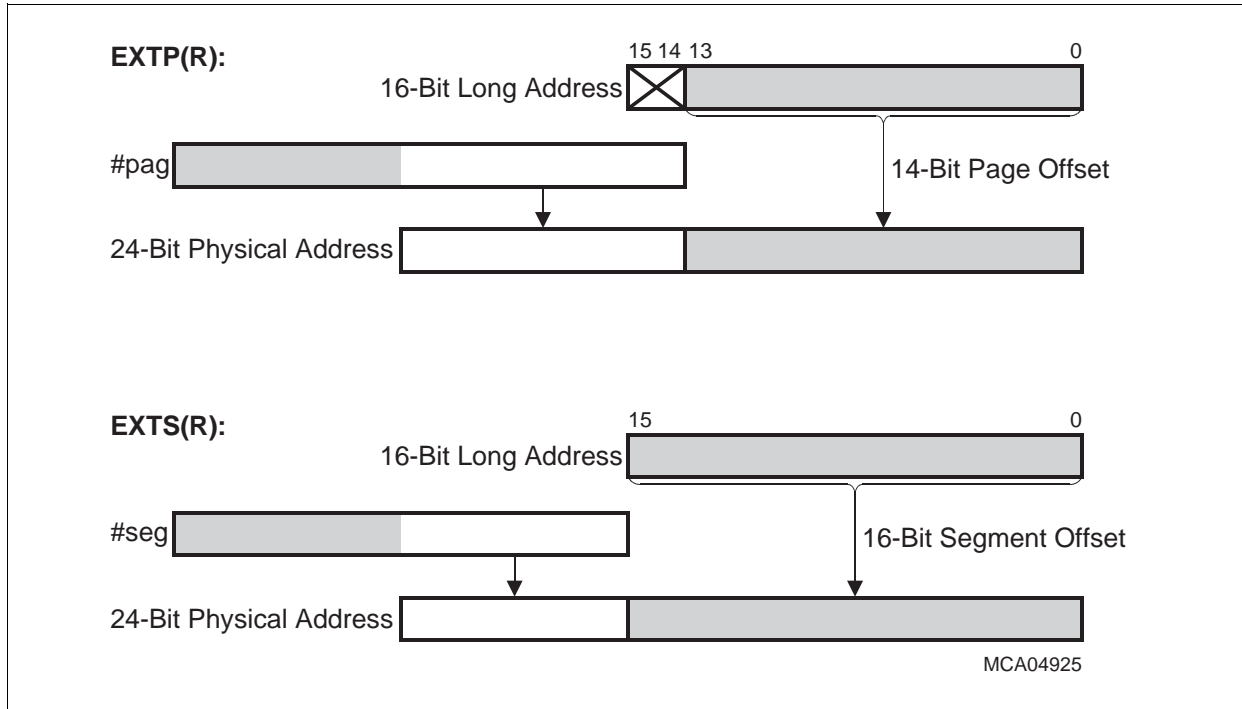 EXTP(R):
15 14 13 0
16-Bit Long Address
#pag
14-Bit Page Offset
24-Bit Physical Address
EXTS(R):
15 0
16-Bit Long Address
#seg
16-Bit Segment Offset
24-Bit Physical Address
MCA04925